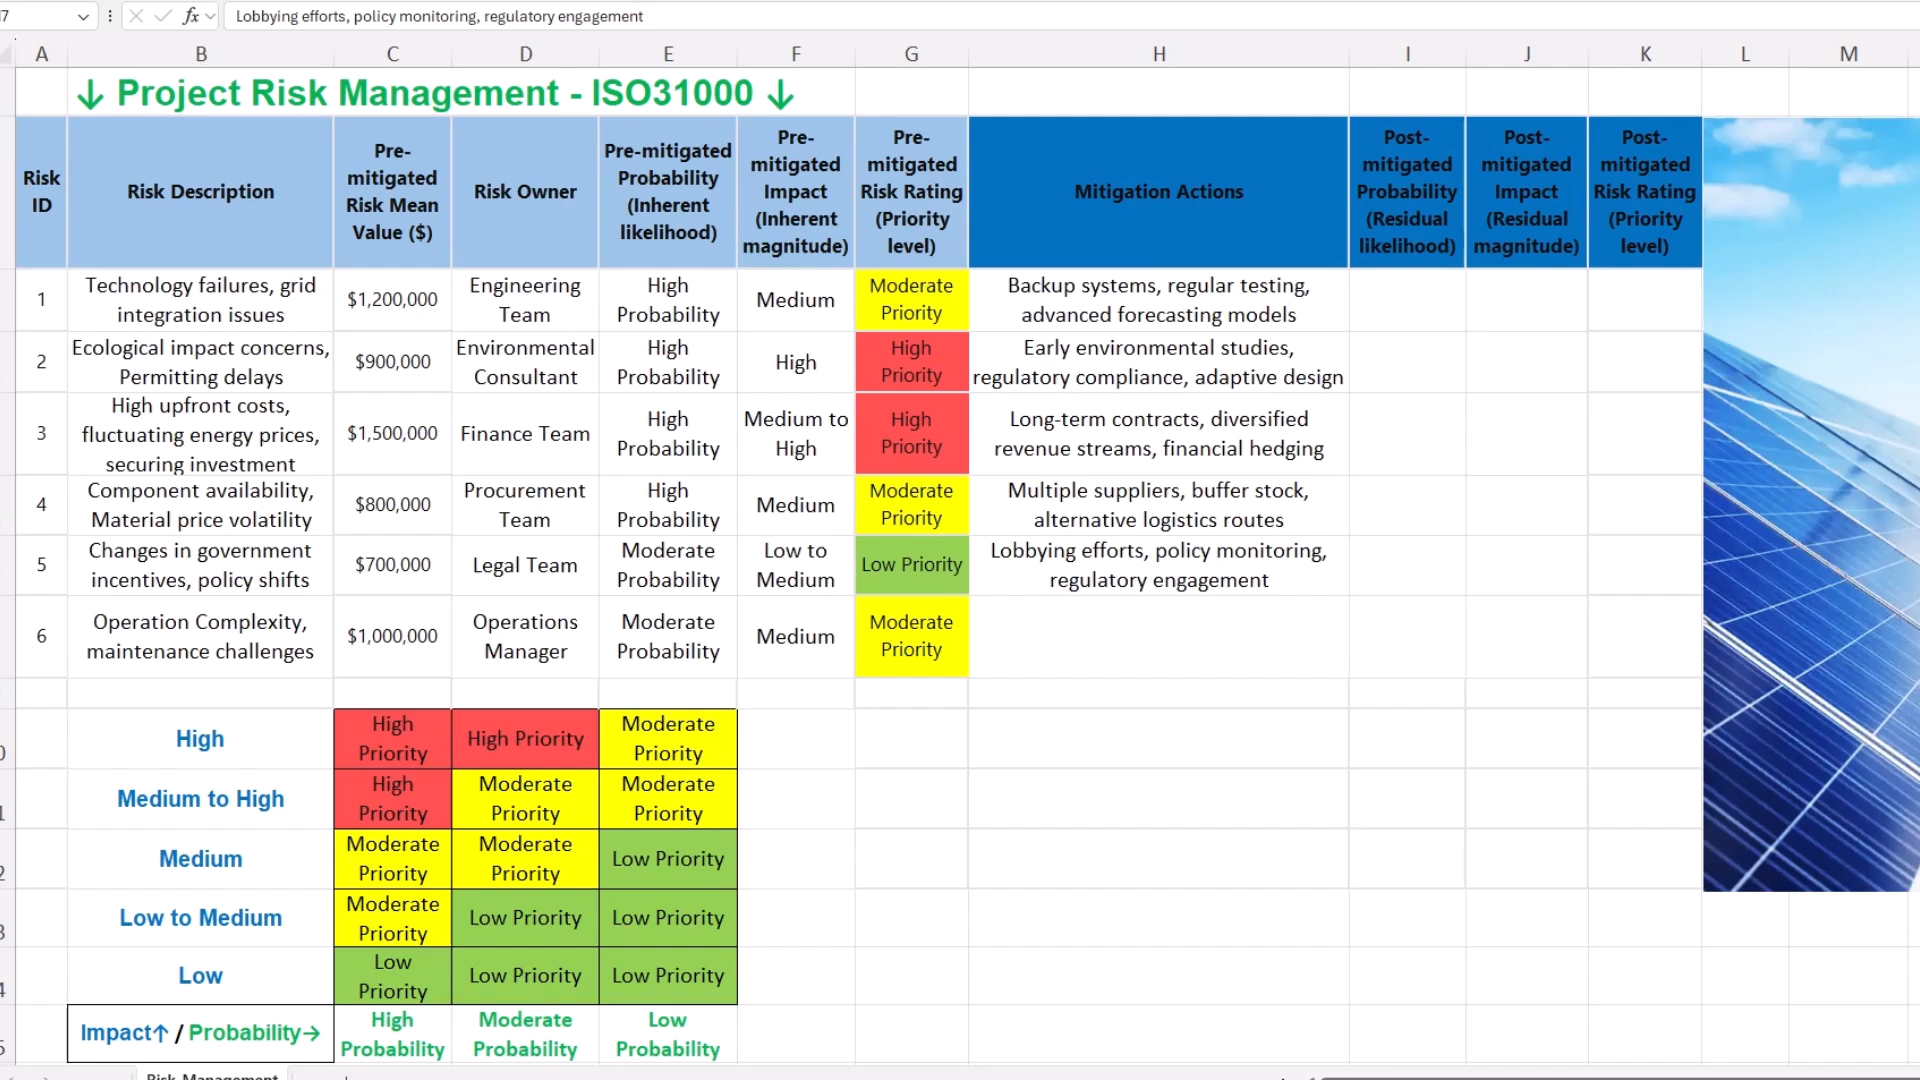 Lobbying efforts, policy monitoring, regulatory engagement
A B C D E F G H I J K L M
↓ Project Risk Management - ISO31000 ↓
Risk
ID
Risk Description
Pre-
mitigated
Risk Mean
Value ($)
Risk Owner
Pre-mitigated
Probability
(Inherent
likelihood)
Pre-
mitigated
Impact
(Inherent
magnitude)
Pre-
mitigated
Risk Rating
(Priority
level)
Mitigation Actions
Post-
mitigated
Probability
(Residual
likelihood)
Post-
mitigated
Impact
(Residual
magnitude)
Post-
mitigated
Risk Rating
(Priority
level)
1
Technology failures, grid
integration issues
$1,200,000
Engineering
Team
High
Probability
Medium
Moderate
Priority
Backup systems, regular testing,
advanced forecasting models
2
Ecological impact concerns,
Permitting delays
$900,000
Environmental
Consultant
High
Probability
High
High
Priority
Early environmental studies,
regulatory compliance, adaptive design
3
High upfront costs,
fluctuating energy prices,
securing investment
$1,500,000
Finance Team
High
Probability
Medium to
High
High
Priority
Long-term contracts, diversified
revenue streams, financial hedging
4
Component availability,
Material price volatility
$800,000
Procurement
Team
High
Probability
Medium
Moderate
Priority
Multiple suppliers, buffer stock,
alternative logistics routes
5
Changes in government
incentives, policy shifts
$700,000
Legal Team
Moderate
Probability
Low to
Medium
Low Priority
Lobbying efforts, policy monitoring,
regulatory engagement
6
Operation Complexity,
maintenance challenges
$1,000,000
Operations
Manager
Moderate
Probability
Medium
Moderate
Priority
High
High
Priority
High Priority
Moderate
Priority
Medium to High
High
Priority
Moderate
Priority
Moderate
Priority
Medium
Moderate
Priority
Moderate
Priority
Low Priority
Low to Medium
Moderate
Priority
Low Priority
Low Priority
Low
Low
Priority
Low Priority
Low Priority
Impact↑ / Probability→
High
Probability
Moderate
Probability
Low
Probability
Risk Management